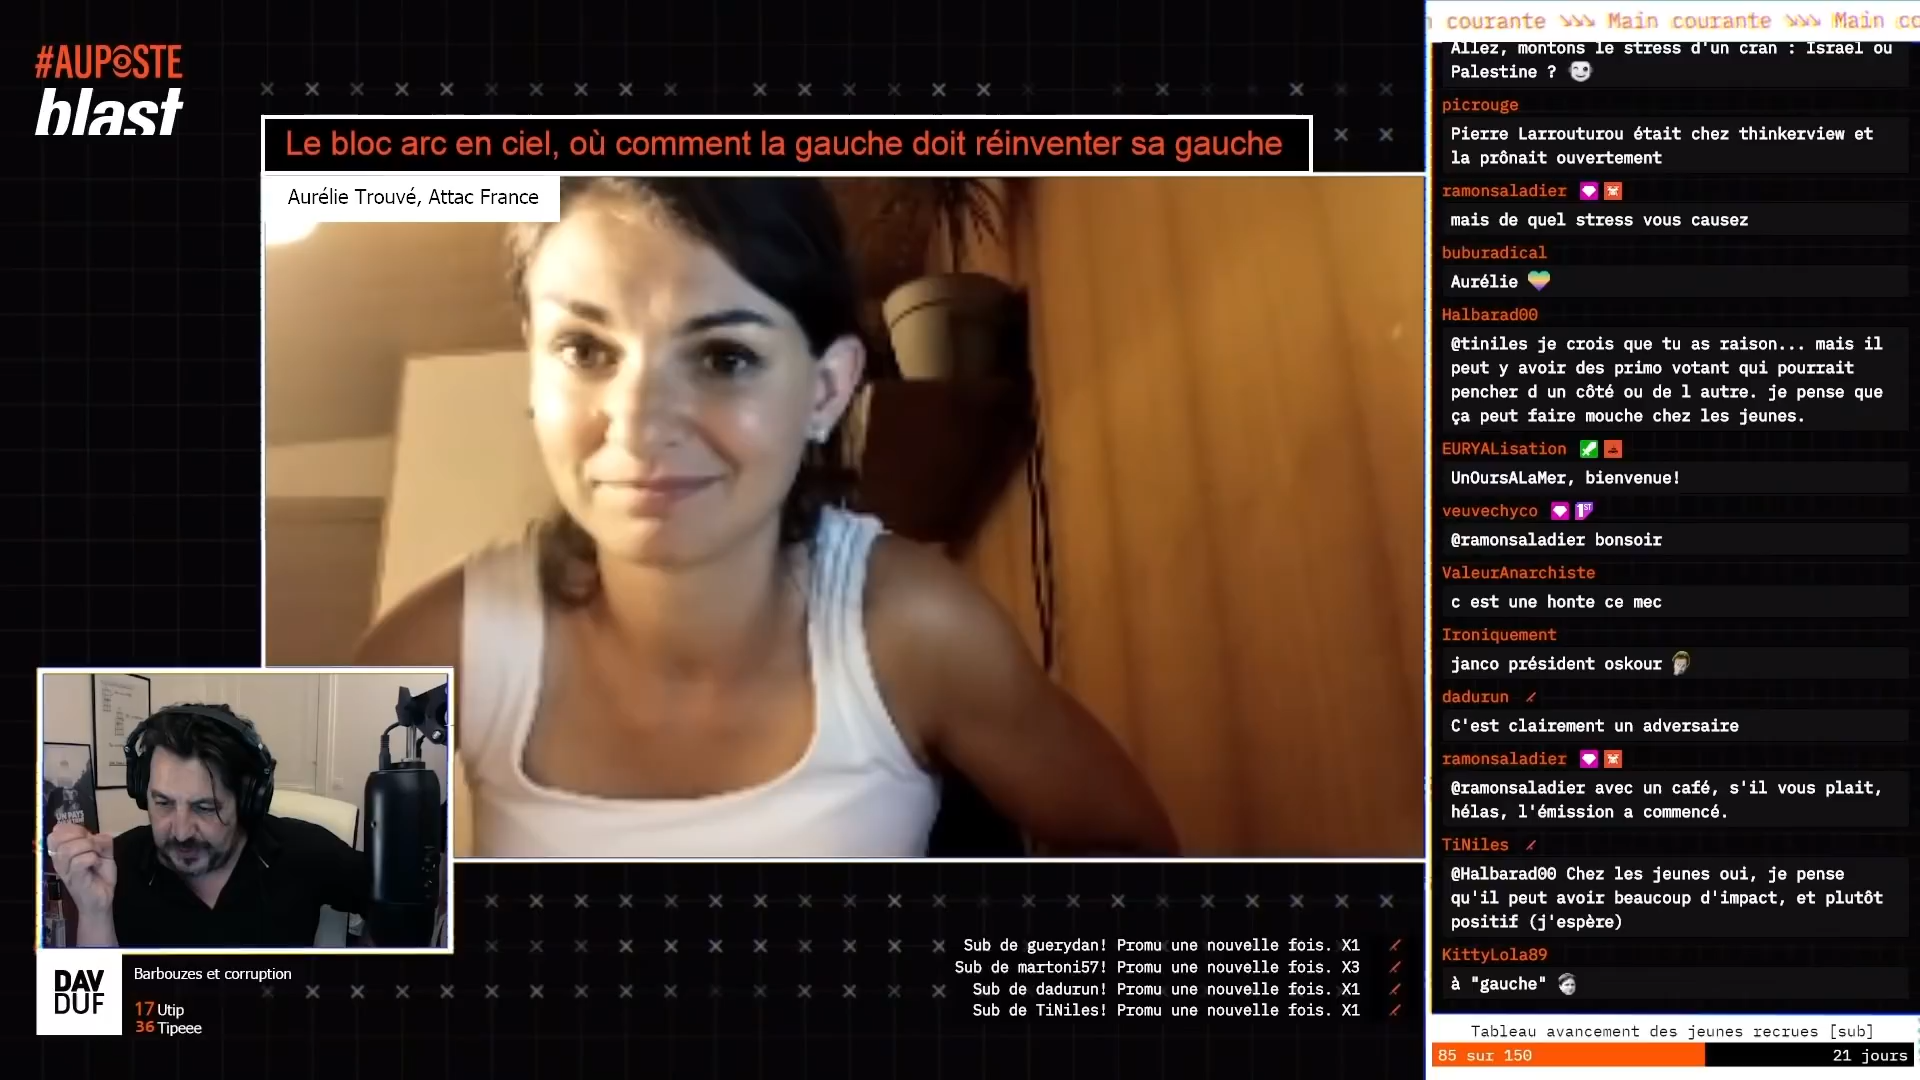 #AUPOSTE
blast
Le bloc arc en ciel, où comment la gauche doit réinventer sa gauche
Aurélie Trouvé, Attac France
DAV
DUF
Barbouzes et corruption
17 Utip
36 Tipeee
Sub de guerydan! Promu une nouvelle fois. X1
Sub de martoni57! Promu une nouvelle fois. X3
Sub de dadurun! Promu une nouvelle fois. X1
Sub de TiNiles! Promu une nouvelle fois. X1
courante >>> Main courante >>> Main co
Allez, montons le stress d'un cran : Israel ou
Palestine ?
picrouge
Pierre Larrouturou était chez thinkerview et
la prônait ouvertement
ramonsaladier
mais de quel stress vous causez
buburadical
Aurélie
Halbarad00
@tiniles je crois que tu as raison... mais il
peut y avoir des primo votant qui pourrait
pencher d un côté ou de l autre. je pense que
ça peut faire mouche chez les jeunes.
EURYALisation
UnOursALaMer, bienvenue!
veuvechyco 1ST
@ramonsaladier bonsoir
ValeurAnarchiste
c est une honte ce mec
Ironiquement
janco président oskour
dadurun
C'est clairement un adversaire
ramonsaladier
@ramonsaladier avec un café, s'il vous plait,
hélas, l'émission a commencé.
TiNiles
@Halbarad00 Chez les jeunes oui, je pense
qu'il peut avoir beaucoup d'impact, et plutôt
positif (j'espère)
KittyLola89
à "gauche"
Tableau avancement des jeunes recrues [sub]
85 sur 150 21 jours